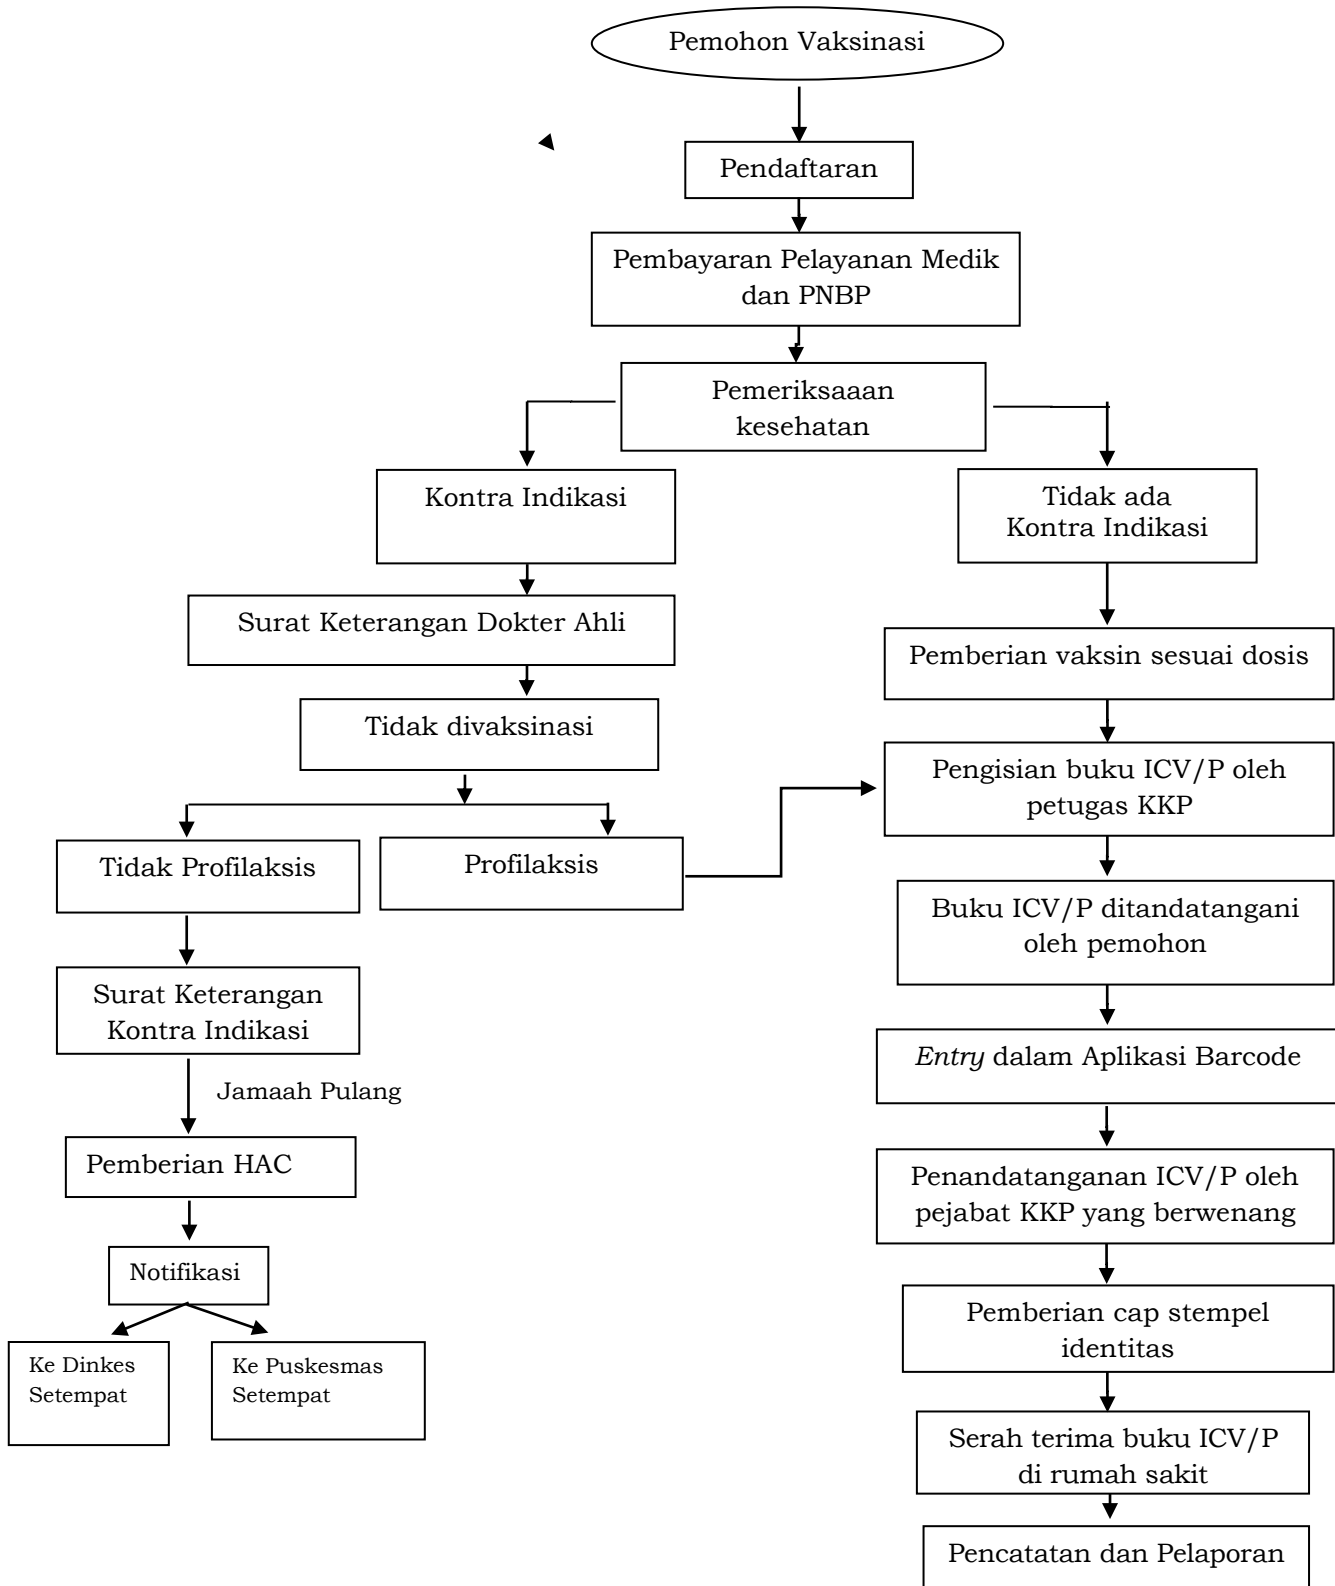 Pemohon Vaksinasi
Pendaftaran
Pembayaran Pelayanan Medik
dan PNBP
Pemeriksaaan
kesehatan
Kontra Indikasi
Tidak ada
Kontra Indikasi
Surat Keterangan Dokter Ahli
Pemberian vaksin sesuai dosis
Tidak divaksinasi
Pengisian buku ICV/P oleh
petugas KKP
Tidak Profilaksis
Profilaksis
Buku ICV/P ditandatangani
oleh pemohon
Surat Keterangan
Kontra Indikasi
Entry dalam Aplikasi Barcode
Jamaah Pulang
Pemberian HAC
Penandatanganan ICV/P oleh
pejabat KKP yang berwenang
Notifikasi
Pemberian cap stempel
identitas
Ke Dinkes
Setempat
Ke Puskesmas
Setempat
Serah terima buku ICV/P
di rumah sakit
Pencatatan dan Pelaporan